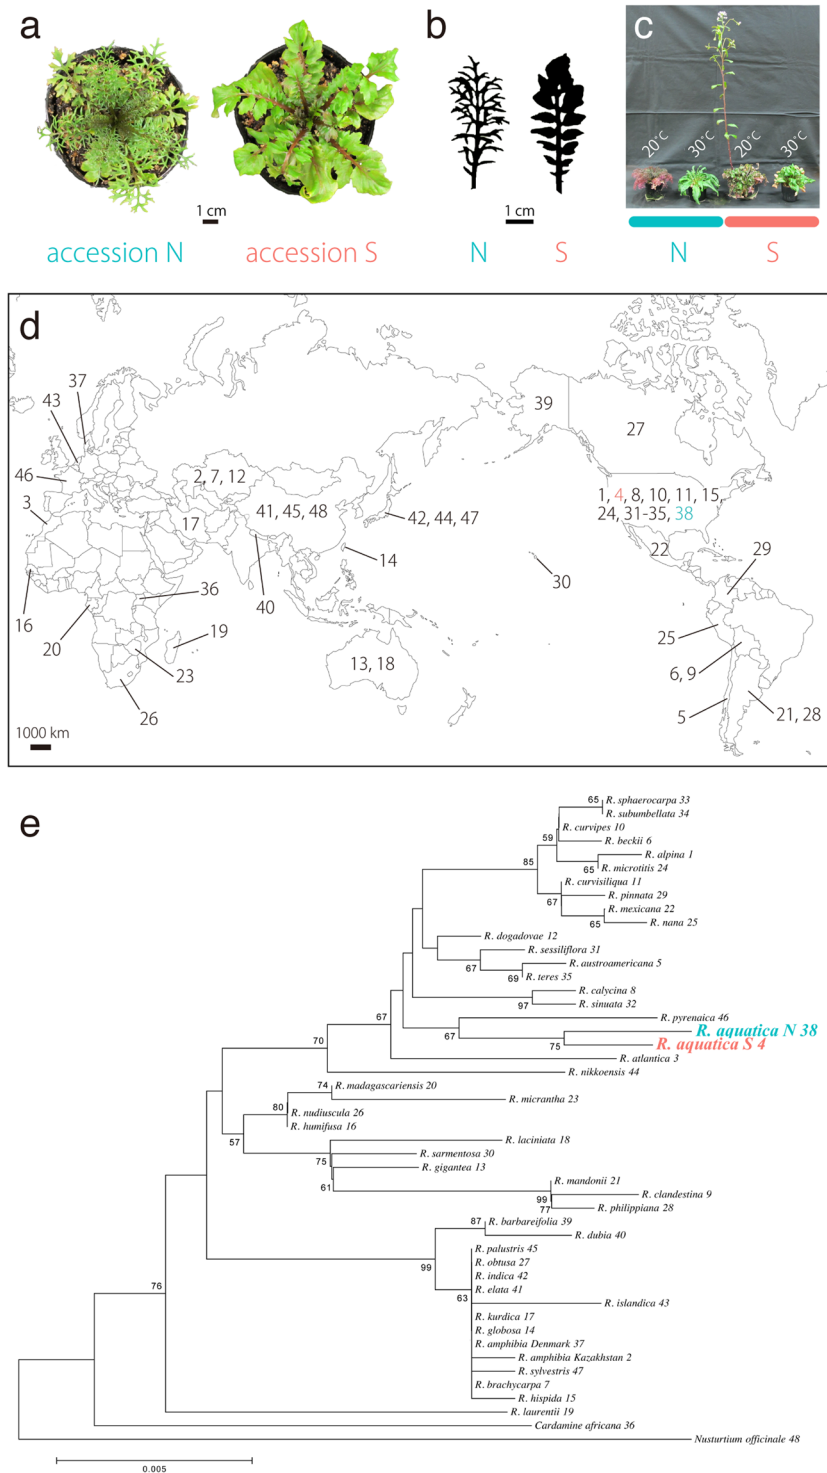 a
b
c
20°C
30°C
20°C
30°C
1 cm
1 cm
accession N
accession S
N
S
N
S
d
37
43
39
27
46
2, 7, 12
1, 4, 8, 10, 11, 15,
24, 31-35, 38
3
17
41, 45, 48
42, 44, 47
22
29
14
30
36
40
16
20
19
25
23
13, 18
6, 9
26
5
21, 28
1000 km
e
65
R. sphaerocarpa 33
R. subumbellata 34
R. curvipes 10
59
R. beckii 6
R. alpina 1
85
65
R. microtitis 24
R. curvisiliqua 11
R. pinnata 29
67
R. mexicana 22
65
R. nana 25
R. dogadovae 12
R. sessiliflora 31
67
R. austroamericana 5
69
R. teres 35
R. calycina 8
97
R. sinuata 32
67
R. pyrenaica 46
67
R. aquatica N 38
70
75
R. aquatica S 4
R. atlantica 3
R. nikkoensis 44
74
R. madagascariensis 20
R. micrantha 23
80
R. nudiuscula 26
R. humifusa 16
57
R. laciniata 18
R. sarmentosa 30
75
R. gigantea 13
61
R. mandonii 21
R. clandestina 9
99
77
R. philippiana 28
87
R. barbareifolia 39
R. dubia 40
R. palustris 45
99
R. obtusa 27
R. indica 42
76
R. elata 41
63
R. islandica 43
R. kurdica 17
R. globosa 14
R. amphibia Denmark 37
R. amphibia Kazakhstan 2
R. sylvestris 47
R. brachycarpa 7
R. hispida 15
R. laurentii 19
Cardamine africana 36
Nusturtium officinale 48
0.005